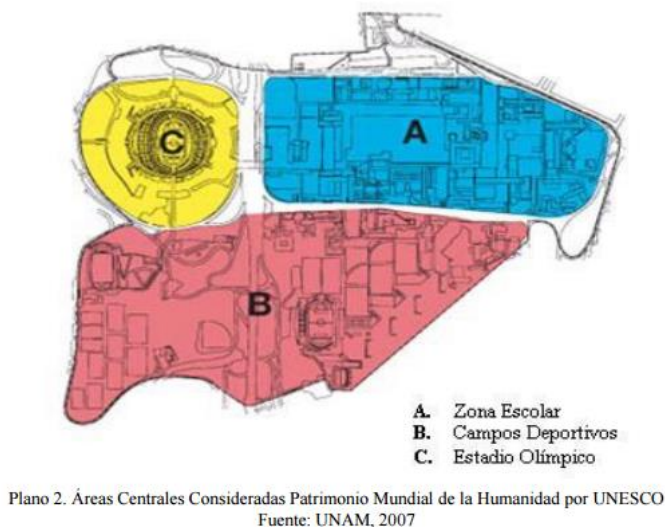 C
A
B
A. Zona Escolar
B. Campos Deportivos
C. Estadio Olímpico
Plano 2. Áreas Centrales Consideradas Patrimonio Mundial de la Humanidad por UNESCO
Fuente: UNAM, 2007